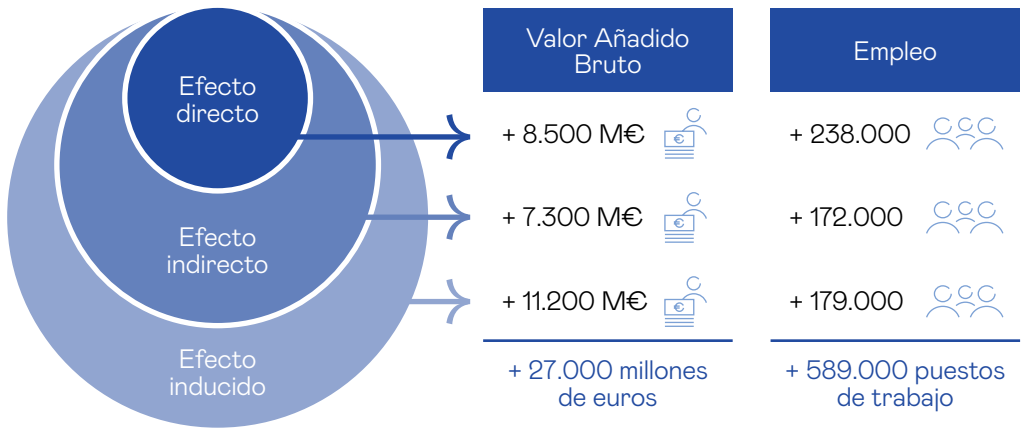 Efecto
directo
Efecto
indirecto
Efecto
inducido
Valor Añadido
Bruto
Empleo
+ 8.500 M€
€
+ 238.000
+ 7.300 M€
€
+ 172.000
+ 11.200 M€
€
+ 179.000
+ 27.000 millones
de euros
+ 589.000 puestos
de trabajo